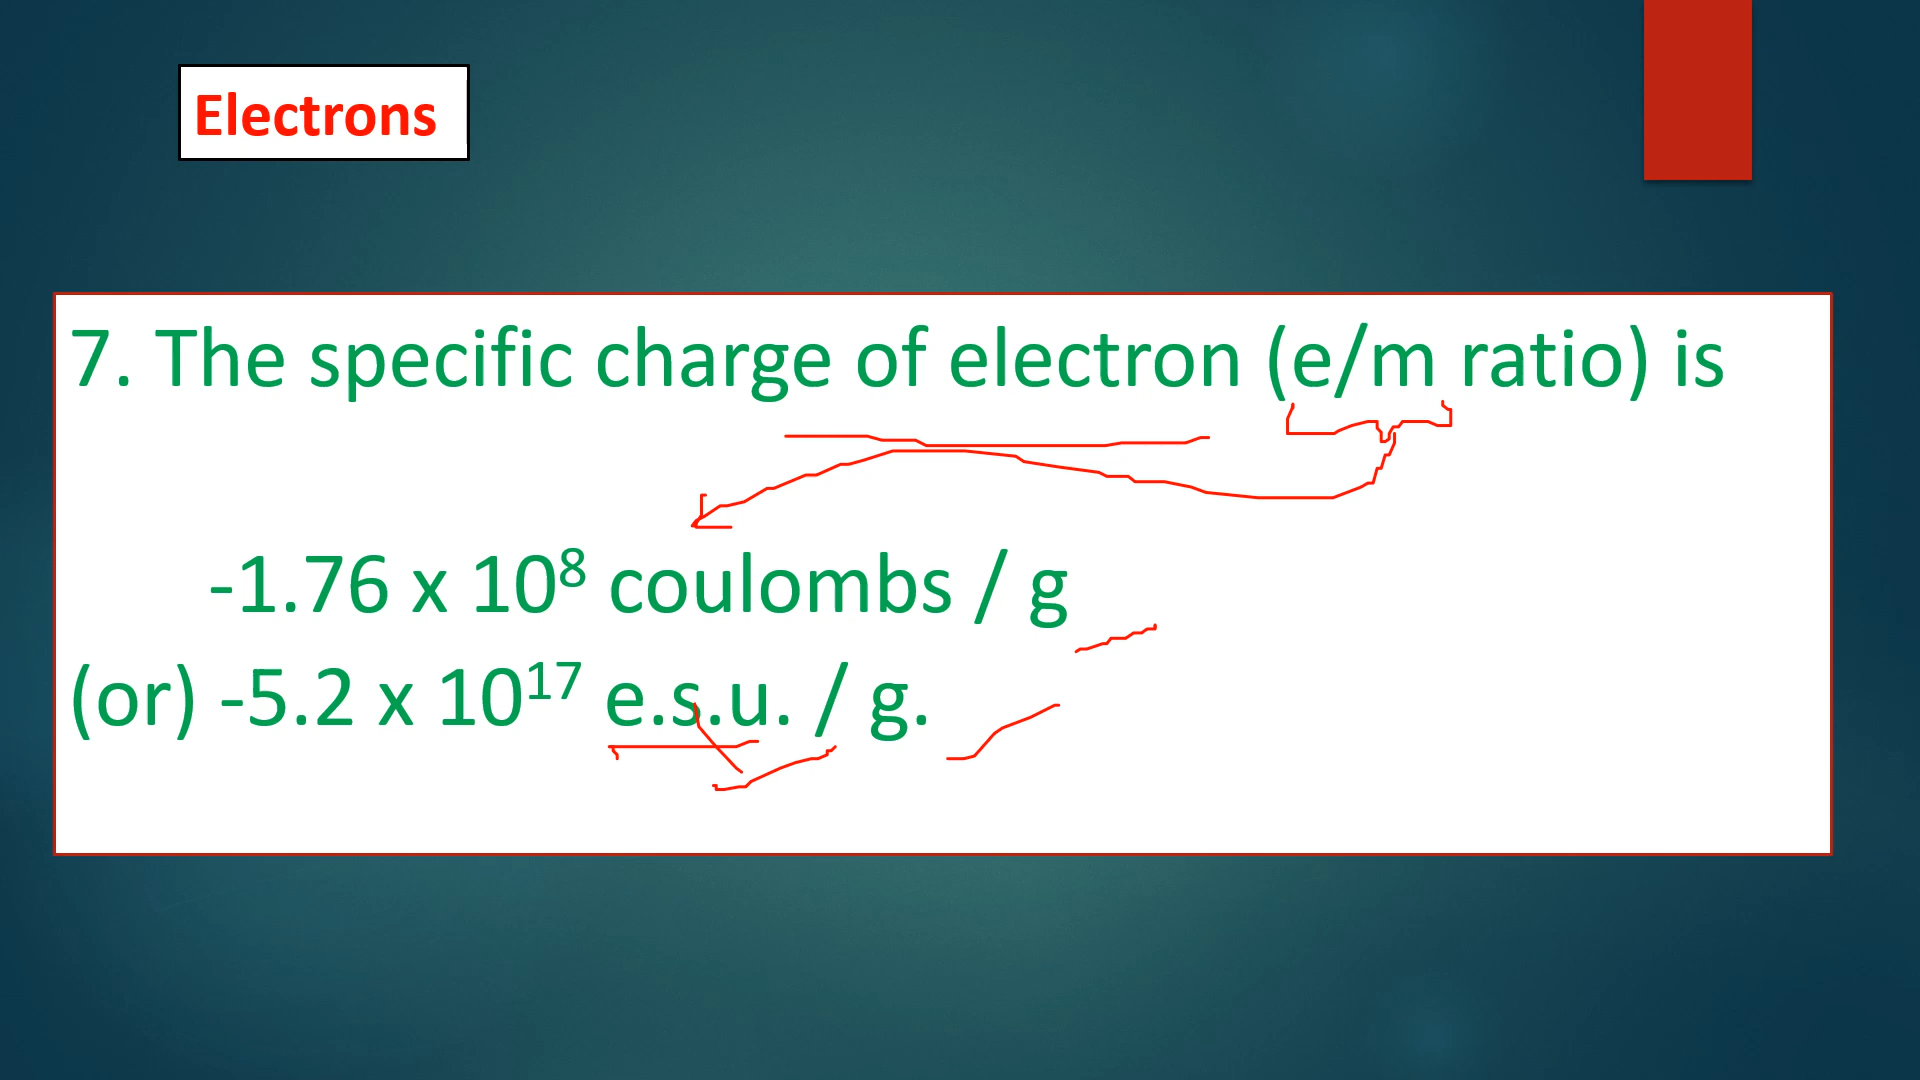 Electrons
7. The specific charge of electron (e/m ratio) is
-1.76 x 10⁸ coulombs / g
(or) -5.2 x 10¹⁷ e.s.u. / g.